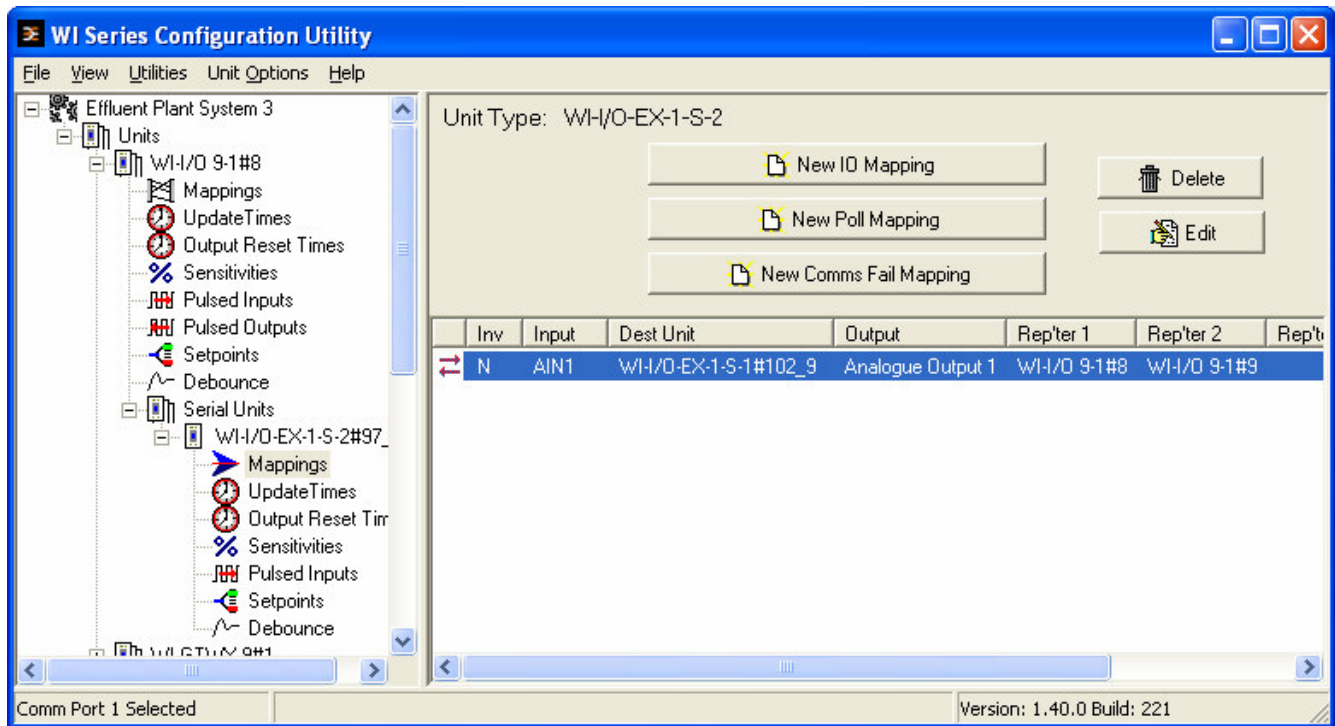 WI Series Configuration Utility
File View Utilities Unit Options Help
Effluent Plant System 3
Units
WI-I/O 9-1#8
Mappings
UpdateTimes
Output Reset Times
Sensitivities
Pulsed Inputs
Pulsed Outputs
Setpoints
Debounce
Serial Units
WI-I/O-EX-1-S-2#97_
Mappings
UpdateTimes
Output Reset Tim
Sensitivities
Pulsed Inputs
Setpoints
Debounce
Unit Type: WI-I/O-EX-1-S-2
New IO Mapping
New Poll Mapping
New Comms Fail Mapping
Delete
Edit
Inv Input Dest Unit Output Rep'ter 1 Rep'ter 2 Rep't
N AIN1 WI-I/O-EX-1-S-1#102_9 Analogue Output 1 WI-I/O 9-1#8 WI-I/O 9-1#9
Comm Port 1 Selected
Version: 1.40.0 Build: 221